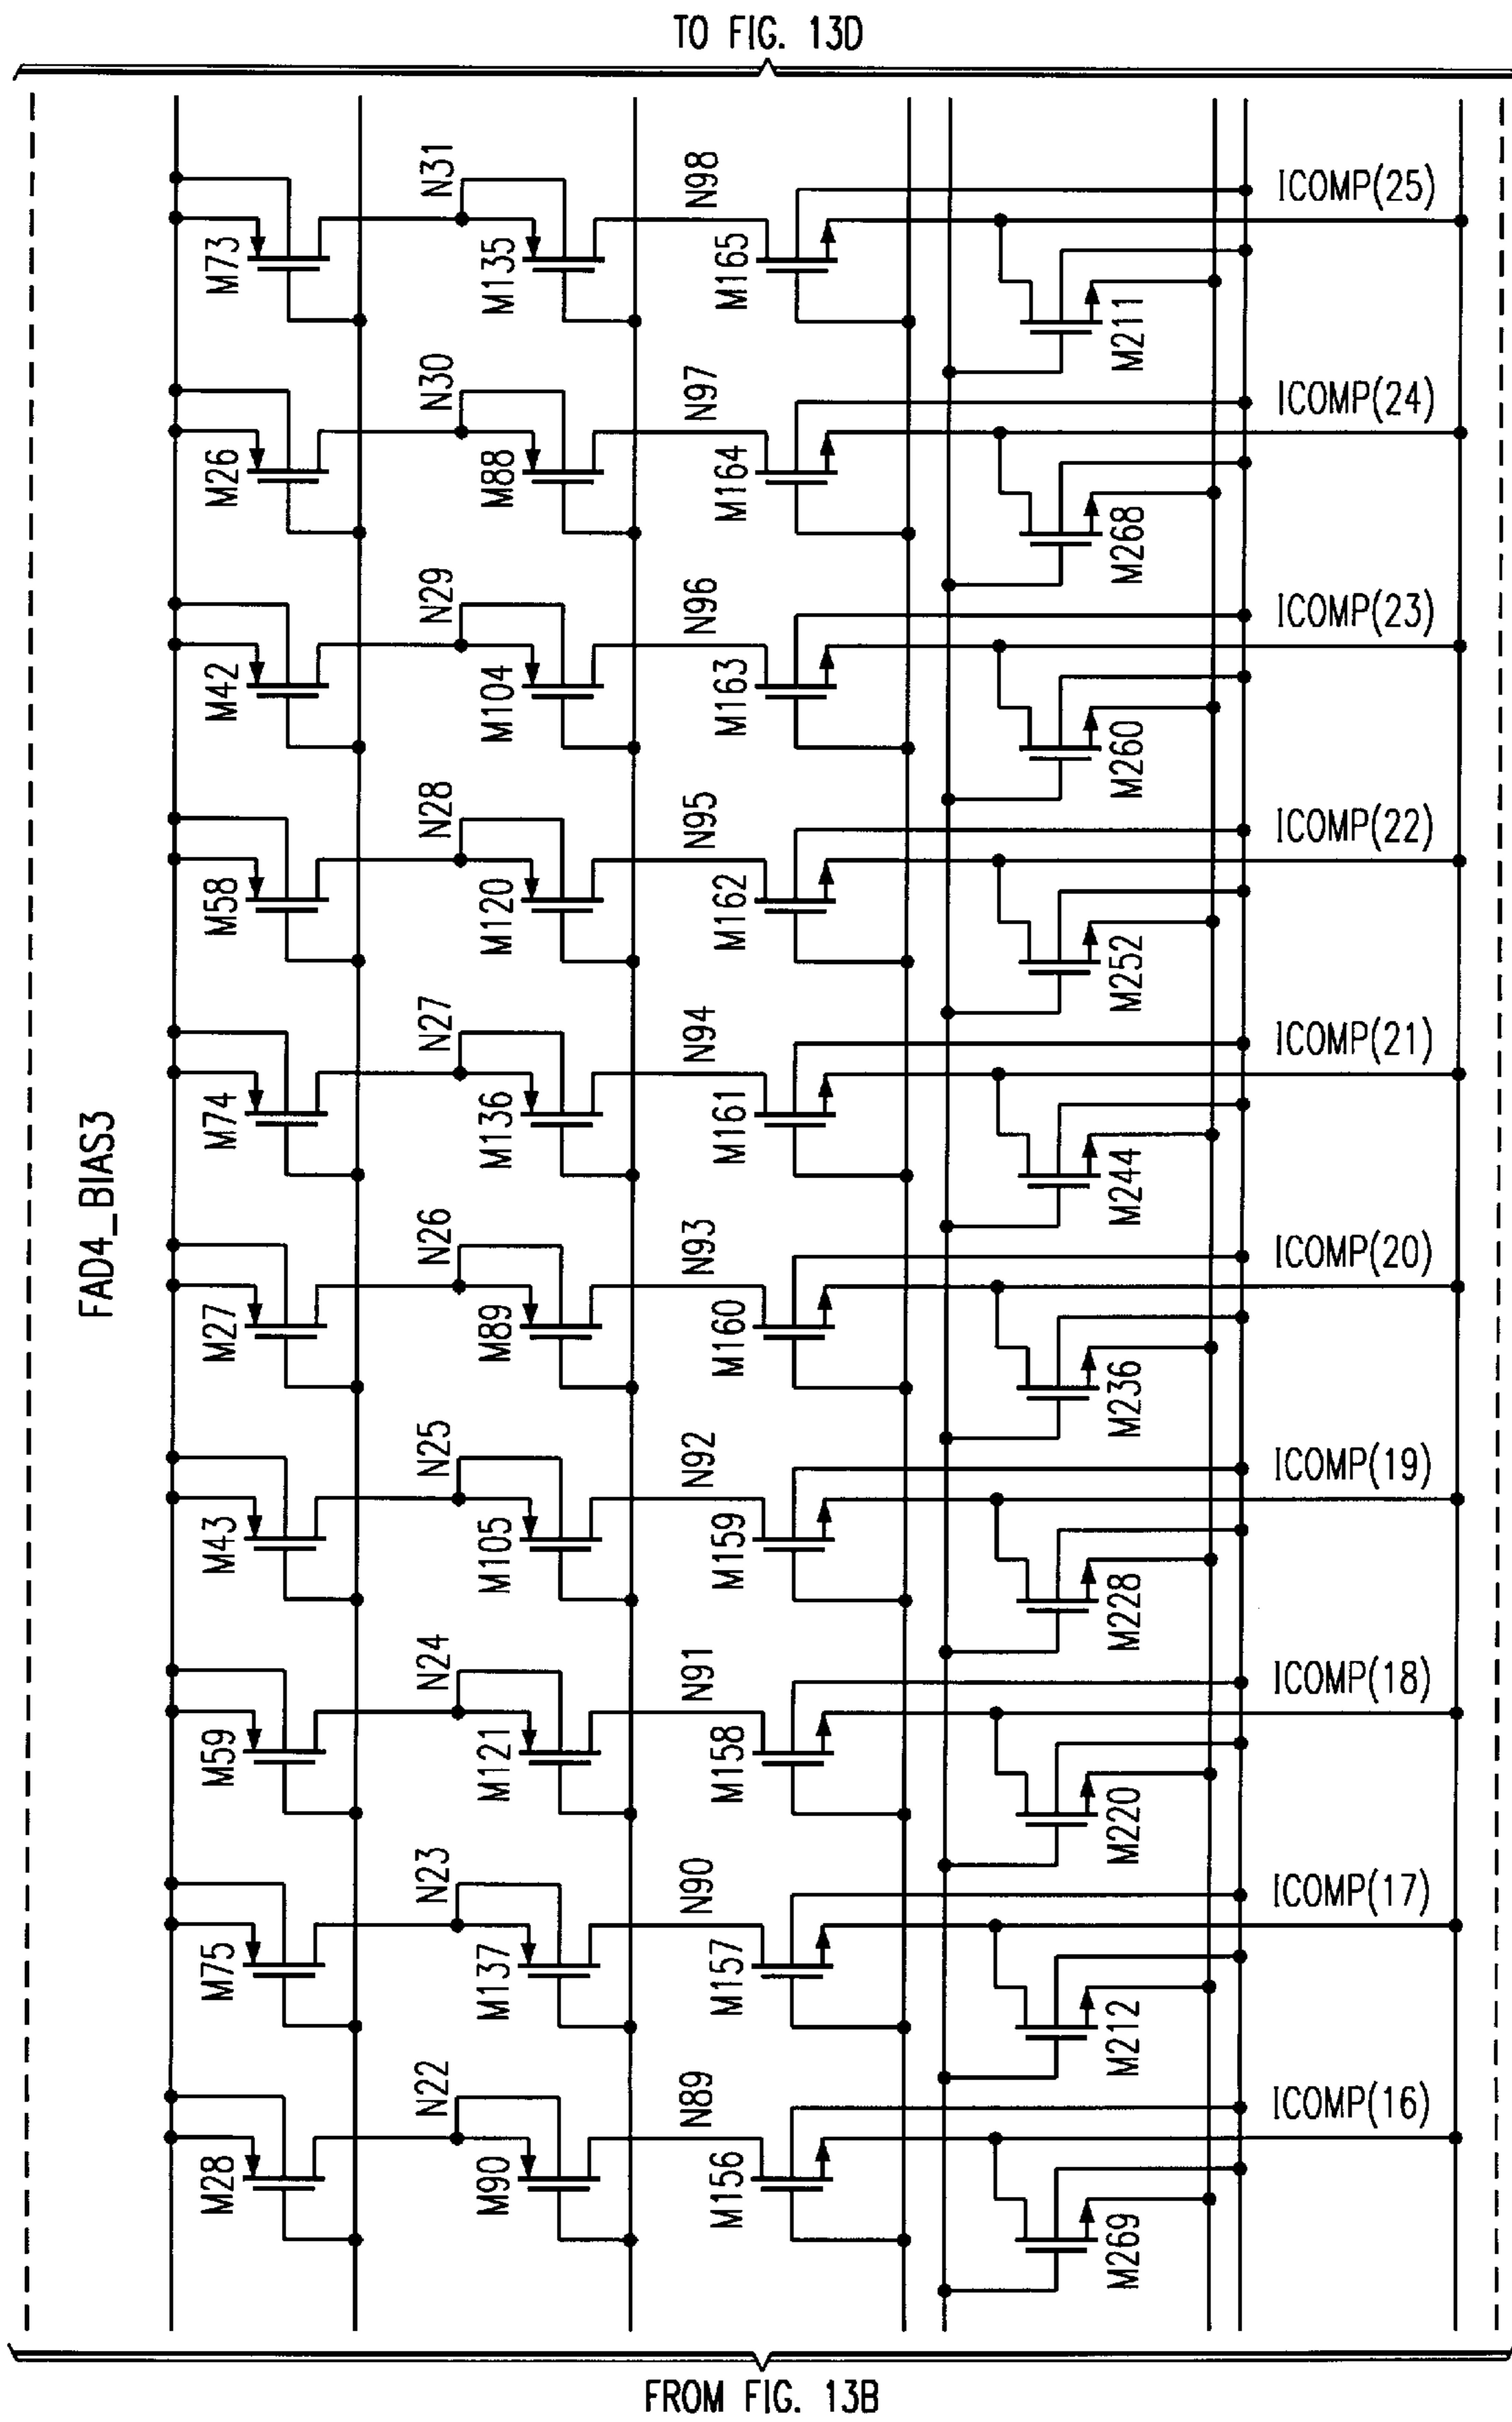 TO FIG. 13D
FAD4_BIAS3
M73
N31
M135
N98
M165
M211
ICOMP(25)
M26
N30
M88
N97
M164
M268
ICOMP(24)
M42
N29
M104
N96
M163
M260
ICOMP(23)
M58
N28
M120
N95
M162
M252
ICOMP(22)
M74
N27
M136
N94
M161
M244
ICOMP(21)
M27
N26
M89
N93
M160
M236
ICOMP(20)
M43
N25
M105
N92
M159
M228
ICOMP(19)
M59
N24
M121
N91
M158
M220
ICOMP(18)
M75
N23
M137
N90
M157
M212
ICOMP(17)
M28
N22
M90
N89
M156
M269
ICOMP(16)
FROM FIG. 13B